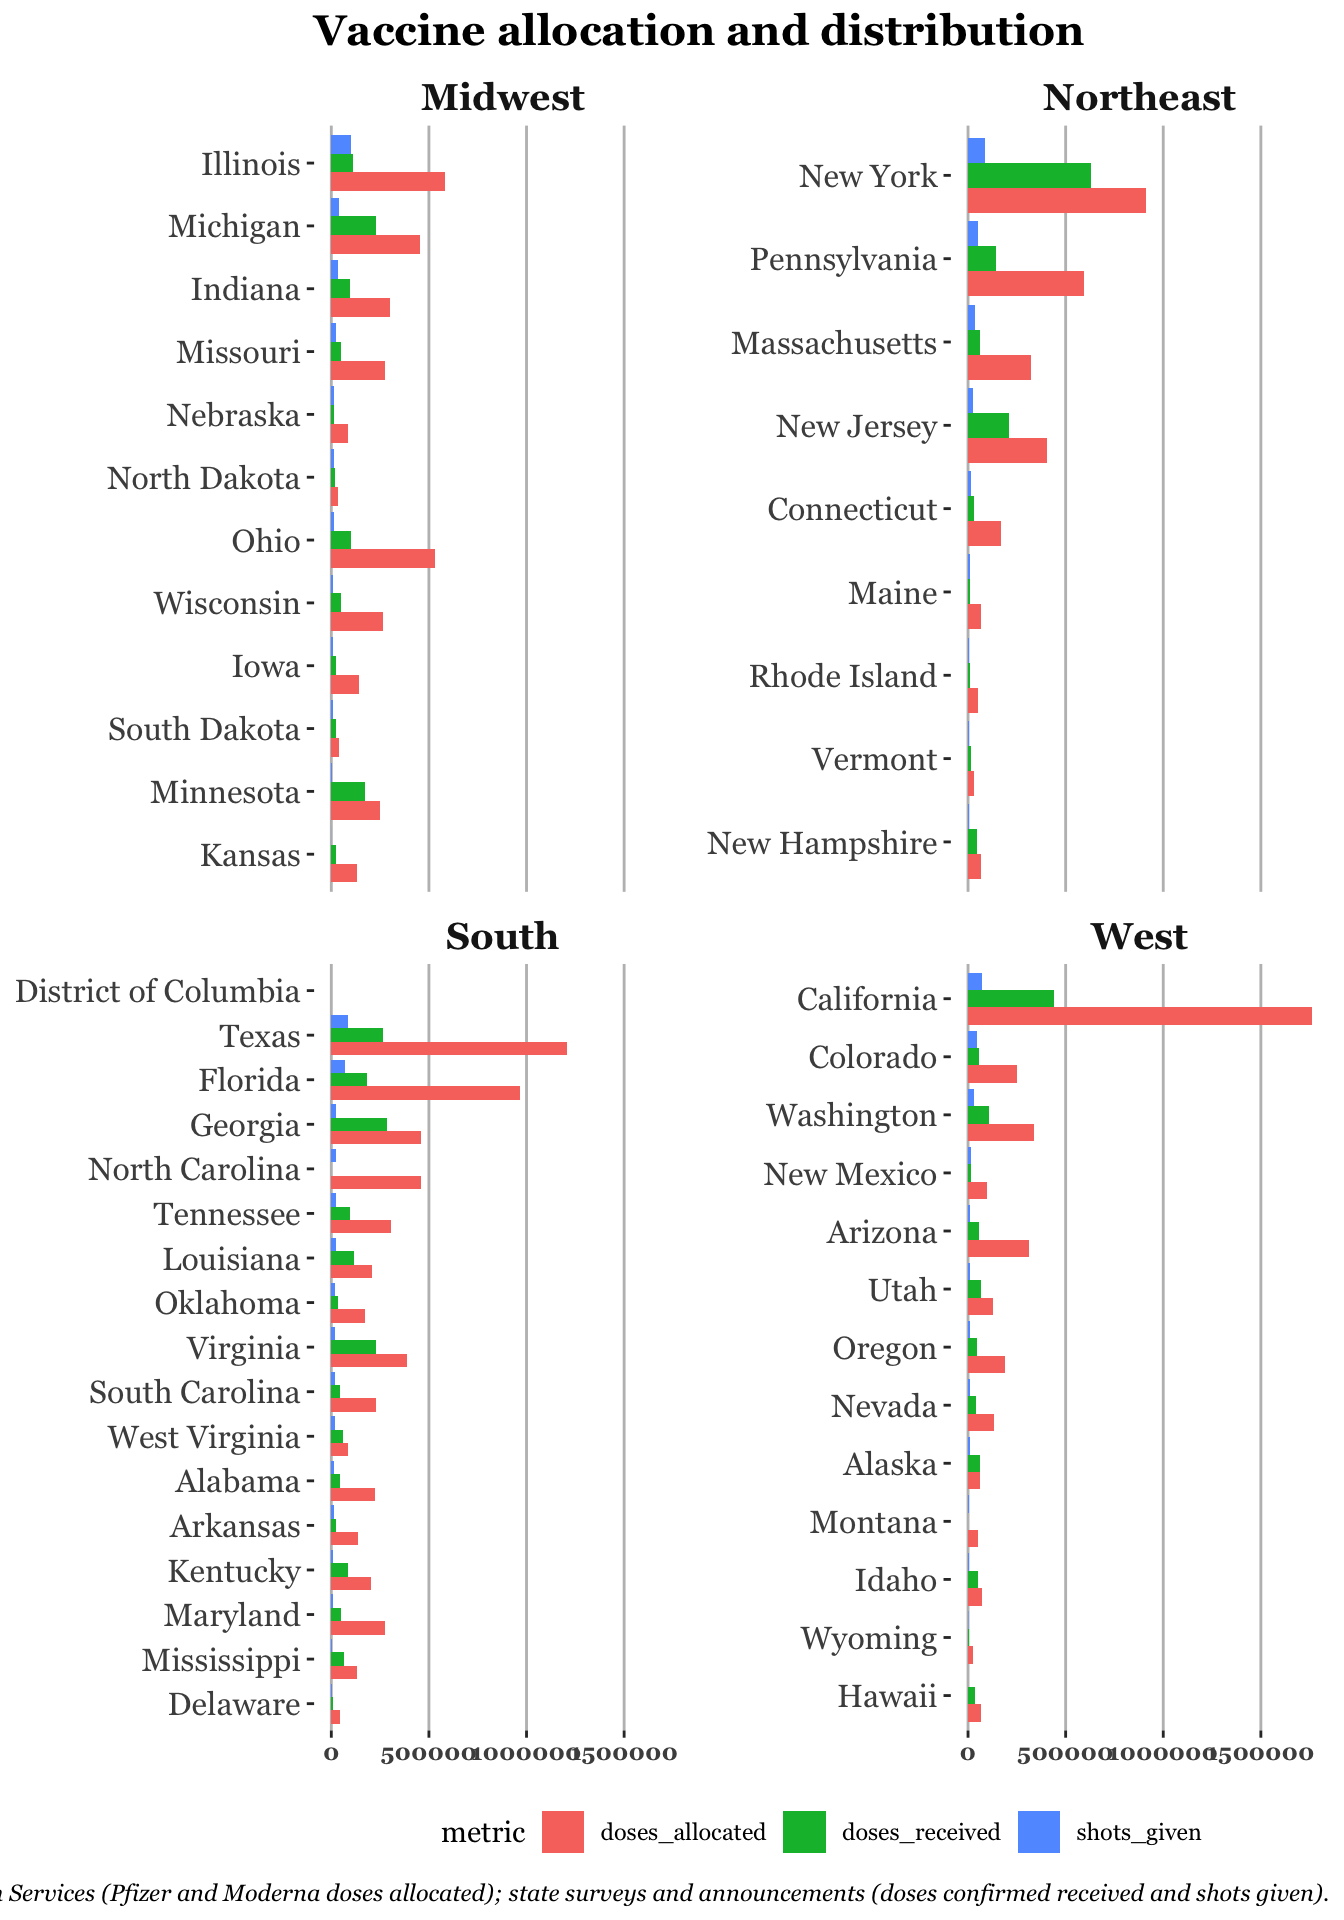 Vaccine allocation and distribution
Midwest
Illinois
Michigan
Indiana
Missouri
Nebraska
North Dakota
Ohio
Wisconsin
Iowa
South Dakota
Minnesota
Kansas
Northeast
New York
Pennsylvania
Massachusetts
New Jersey
Connecticut
Maine
Rhode Island
Vermont
New Hampshire
South
District of Columbia
Texas
Florida
Georgia
North Carolina
Tennessee
Louisiana
Oklahoma
Virginia
South Carolina
West Virginia
Alabama
Arkansas
Kentucky
Maryland
Mississippi
Delaware
0 500000 1000000 1500000
West
California
Colorado
Washington
New Mexico
Arizona
Utah
Oregon
Nevada
Alaska
Montana
Idaho
Wyoming
Hawaii
0 500000 1000000 1500000
metric doses_allocated doses_received shots_given
Services (Pfizer and Moderna doses allocated); state surveys and announcements (doses confirmed received and shots given).